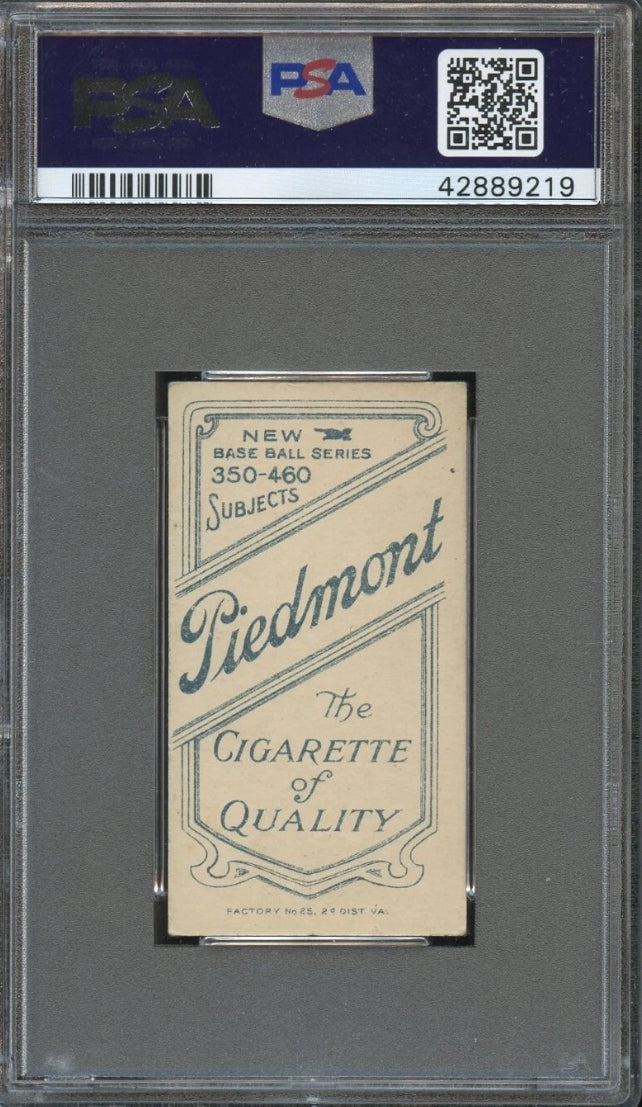 PSA
PSA
42889219
NEW
BASE BALL SERIES
350-460
SUBJECTS
Piedmont
The
CIGARETTE
of
QUALITY
FACTORY No 25. 2d DIST. VA.